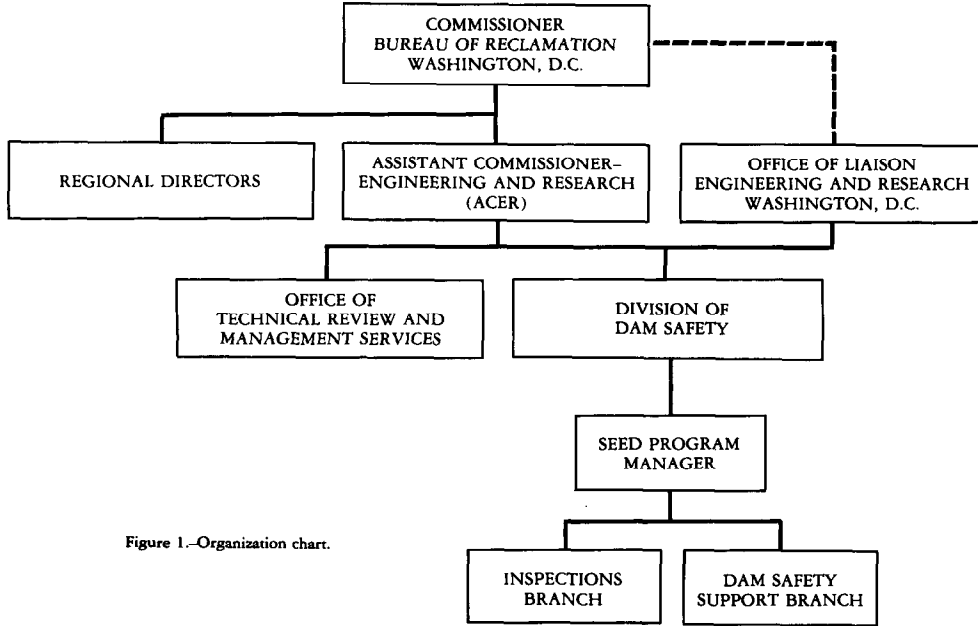 COMMISSIONER
BUREAU OF RECLAMATION
WASHINGTON, D.C.
REGIONAL DIRECTORS
ASSISTANT COMMISSIONER–
ENGINEERING AND RESEARCH
(ACER)
OFFICE OF LIAISON
ENGINEERING AND RESEARCH
WASHINGTON, D.C.
OFFICE OF
TECHNICAL REVIEW AND
MANAGEMENT SERVICES
DIVISION OF
DAM SAFETY
SEED PROGRAM
MANAGER
Figure 1.–Organization chart.
INSPECTIONS
BRANCH
DAM SAFETY
SUPPORT BRANCH